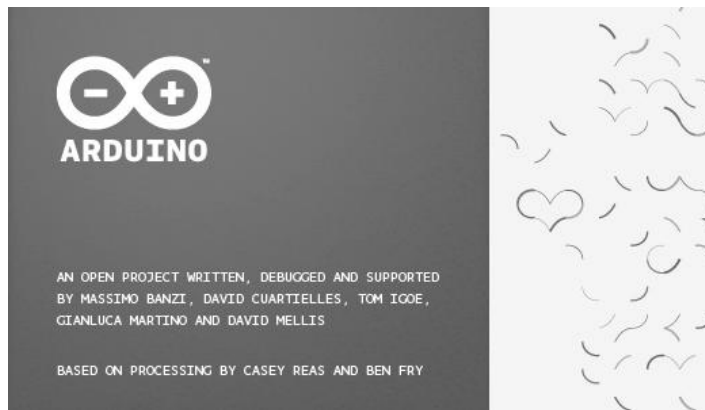 ARDUINO
AN OPEN PROJECT WRITTEN, DEBUGGED AND SUPPORTED
BY MASSIMO BANZI, DAVID CUARTIELLES, TOM IGOE,
GIANLUCA MARTINO AND DAVID MELLIS
BASED ON PROCESSING BY CASEY REAS AND BEN FRY